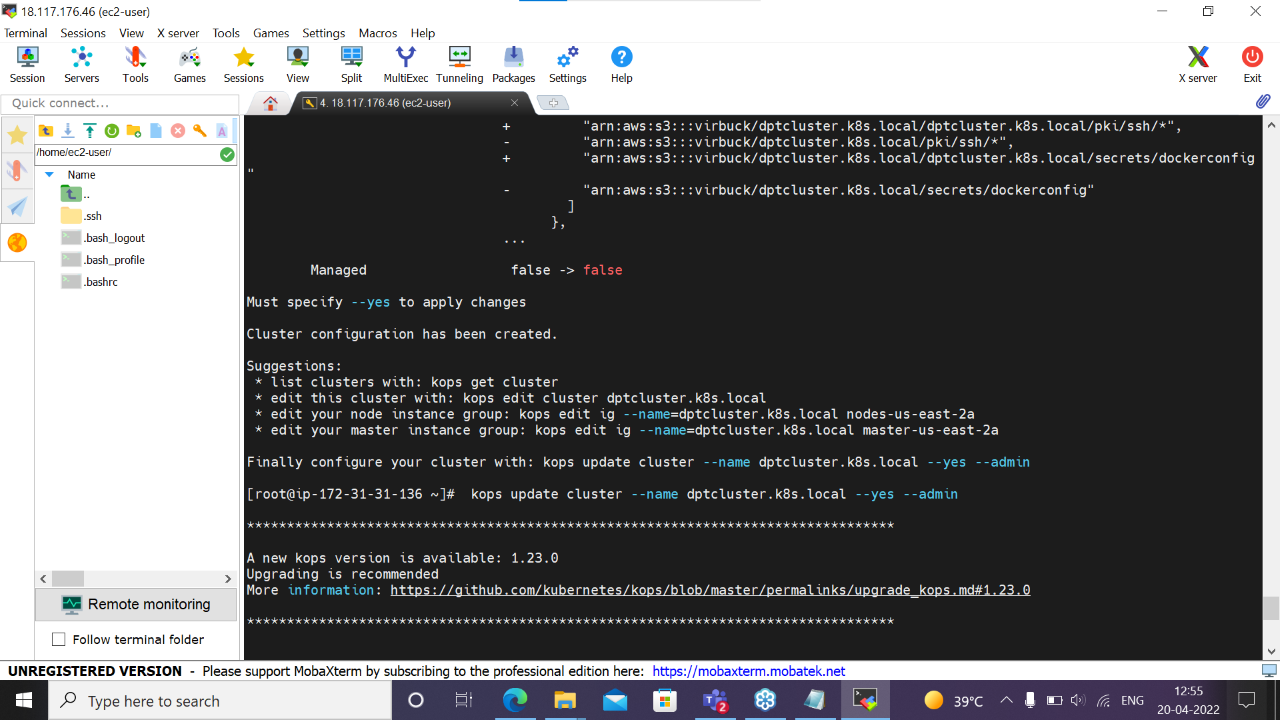 18.117.176.46 (ec2-user)
Terminal Sessions View X server Tools Games Settings Macros Help
Session Servers Tools Games Sessions View Split MultiExec Tunneling Packages Settings Help X server Exit
Quick connect...
4. 18.117.176.46 (ec2-user)
/home/ec2-user/
Name
..
.ssh
.bash_logout
.bash_profile
.bashrc
Remote monitoring
Follow terminal folder
+ "arn:aws:s3:::virbuck/dptcluster.k8s.local/dptcluster.k8s.local/pki/ssh/*",
- "arn:aws:s3:::virbuck/dptcluster.k8s.local/pki/ssh/*",
+ "arn:aws:s3:::virbuck/dptcluster.k8s.local/dptcluster.k8s.local/secrets/dockerconfig
"
- "arn:aws:s3:::virbuck/dptcluster.k8s.local/secrets/dockerconfig"
]
},
...
Managed false -> false
Must specify --yes to apply changes
Cluster configuration has been created.
Suggestions:
* list clusters with: kops get cluster
* edit this cluster with: kops edit cluster dptcluster.k8s.local
* edit your node instance group: kops edit ig --name=dptcluster.k8s.local nodes-us-east-2a
* edit your master instance group: kops edit ig --name=dptcluster.k8s.local master-us-east-2a
Finally configure your cluster with: kops update cluster --name dptcluster.k8s.local --yes --admin
[root@ip-172-31-31-136 ~]# kops update cluster --name dptcluster.k8s.local --yes --admin
*********************************************************************************
A new kops version is available: 1.23.0
Upgrading is recommended
More information: https://github.com/kubernetes/kops/blob/master/permalinks/upgrade_kops.md#1.23.0
*********************************************************************************
UNREGISTERED VERSION - Please support MobaXterm by subscribing to the professional edition here: https://mobaxterm.mobatek.net
Type here to search
2
39°C
ENG
12:55
20-04-2022